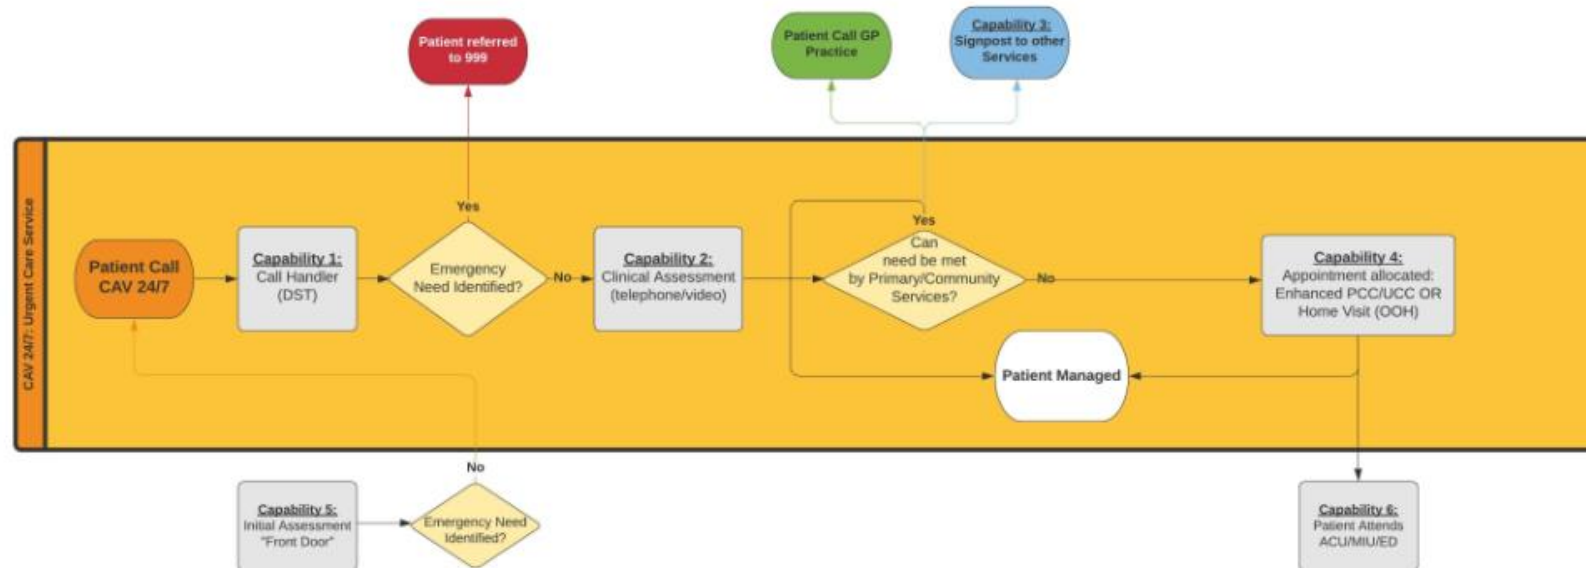 Patient referred
to 999
Patient Call GP
Practice
Capability 3:
Signpost to other
Services
CAV 24/7: Urgent Care Service
Patient Call
CAV 24/7
Capability 1:
Call Handler
(DST)
Yes
Emergency
Need Identified?
No
Capability 2:
Clinical Assessment
(telephone/video)
Yes
Can
need be met
by Primary/Community
Services?
No
Capability 4:
Appointment allocated:
Enhanced PCC/UCC OR
Home Visit (OOH)
Patient Managed
No
Capability 5:
Initial Assessment
"Front Door"
Emergency Need
Identified?
Capability 6:
Patient Attends
ACU/MIU/ED